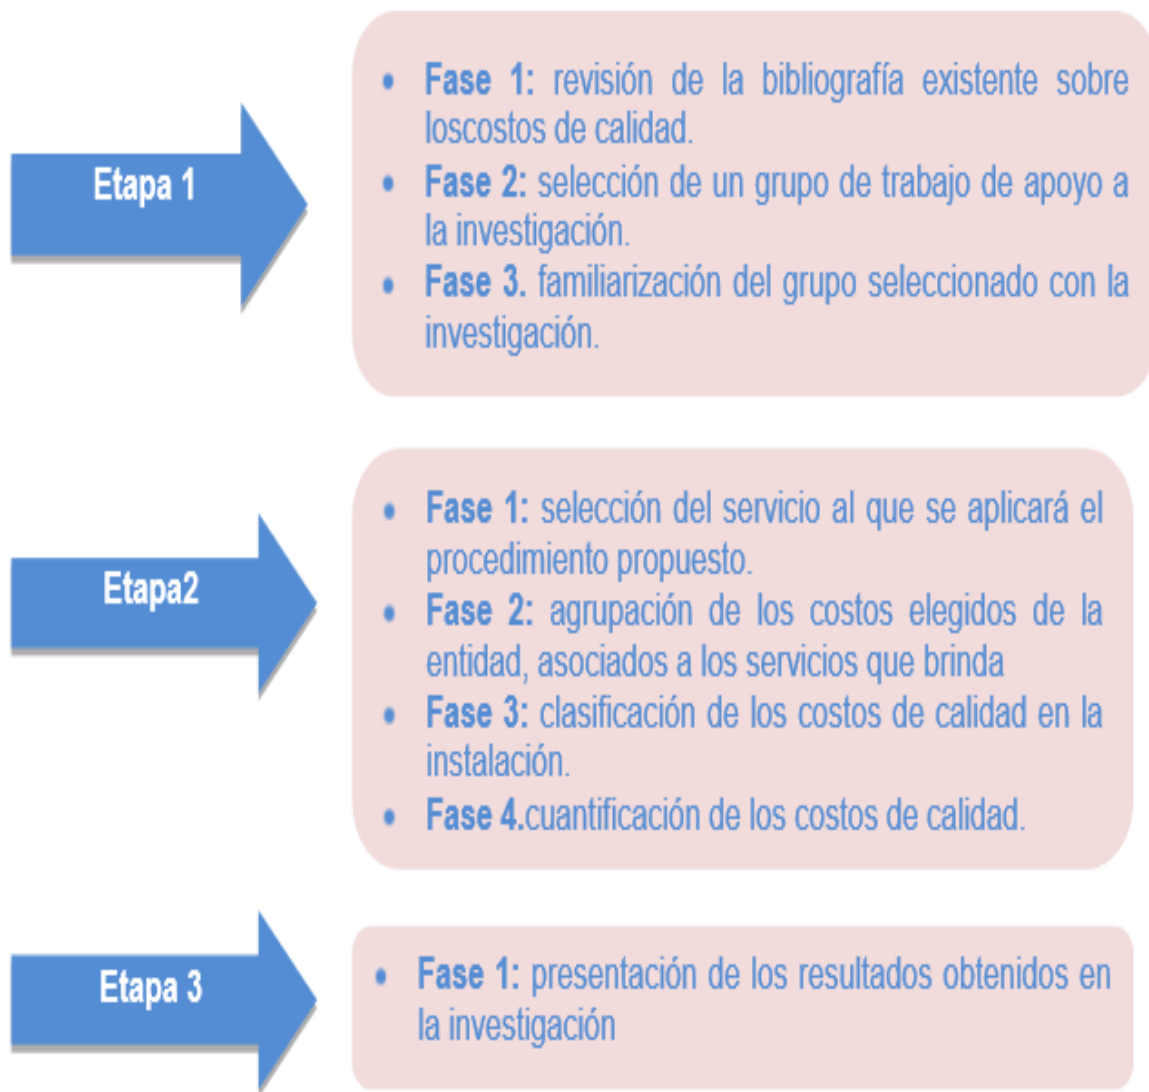 Etapa 1
• Fase 1: revisión de la bibliografía existente sobre
loscostos de calidad.
• Fase 2: selección de un grupo de trabajo de apoyo a
la investigación.
• Fase 3. familiarización del grupo seleccionado con la
investigación.
Etapa2
• Fase 1: selección del servicio al que se aplicará el
procedimiento propuesto.
• Fase 2: agrupación de los costos elegidos de la
entidad, asociados a los servicios que brinda
• Fase 3: clasificación de los costos de calidad en la
instalación.
• Fase 4.cuantificación de los costos de calidad.
Etapa 3
• Fase 1: presentación de los resultados obtenidos en
la investigación